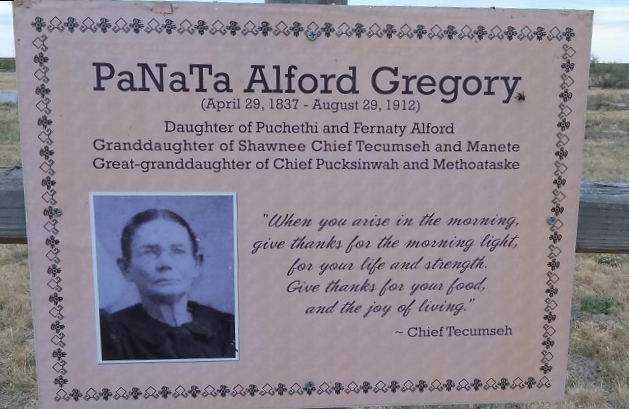 PaNaTa Alford Gregory
(April 29, 1837 - August 29, 1912)
Daughter of Puchethi and Fernaty Alford
Granddaughter of Shawnee Chief Tecumseh and Manete
Great-granddaughter of Chief Pucksinwah and Methoataske
"When you arise in the morning,
give thanks for the morning light,
for your life and strength.
Give thanks for your food,
and the joy of living."
~ Chief Tecumseh